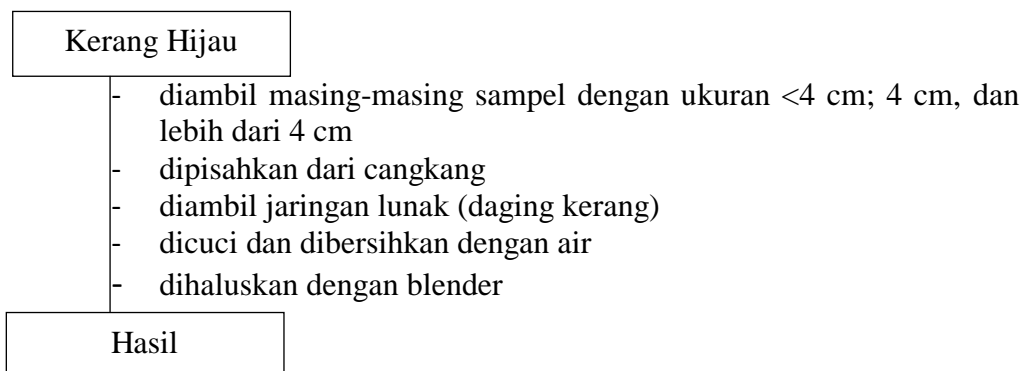 Kerang Hijau
- diambil masing-masing sampel dengan ukuran <4 cm; 4 cm, dan
lebih dari 4 cm
- dipisahkan dari cangkang
- diambil jaringan lunak (daging kerang)
- dicuci dan dibersihkan dengan air
- dihaluskan dengan blender
Hasil